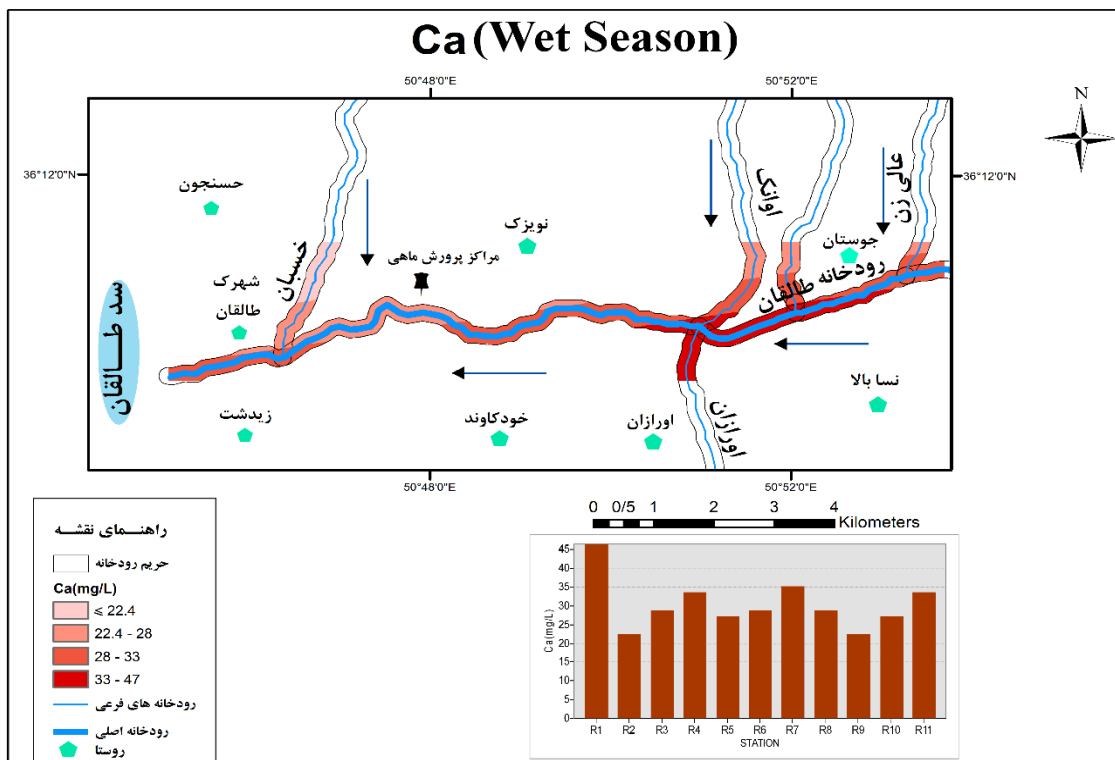 Ca (Wet Season)
50°48'0"E
50°52'0"E
N
36°12'0"N
36°12'0"N
حسنجون
نویزک
مراکز پرورش ماهی
خسبان
اوانک
عالی زن
جوستان
رودخانه طالقان
شهرک
طالقان
سد طالقان
زیدشت
خودکاوند
اورازان
اورازان
نسا بالا
50°48'0"E
50°52'0"E
راهنمای نقشه
حریم رودخانه
Ca(mg/L)
⩽ 22.4
22.4 - 28
28 - 33
33 - 47
رودخانه های فرعی
رودخانه اصلی
روستا
0 0/5 1 2 3 4
Kilometers
Ca(mg/L)
45
40
35
30
25
20
15
10
5
0
R1 R2 R3 R4 R5 R6 R7 R8 R9 R10 R11
STATION